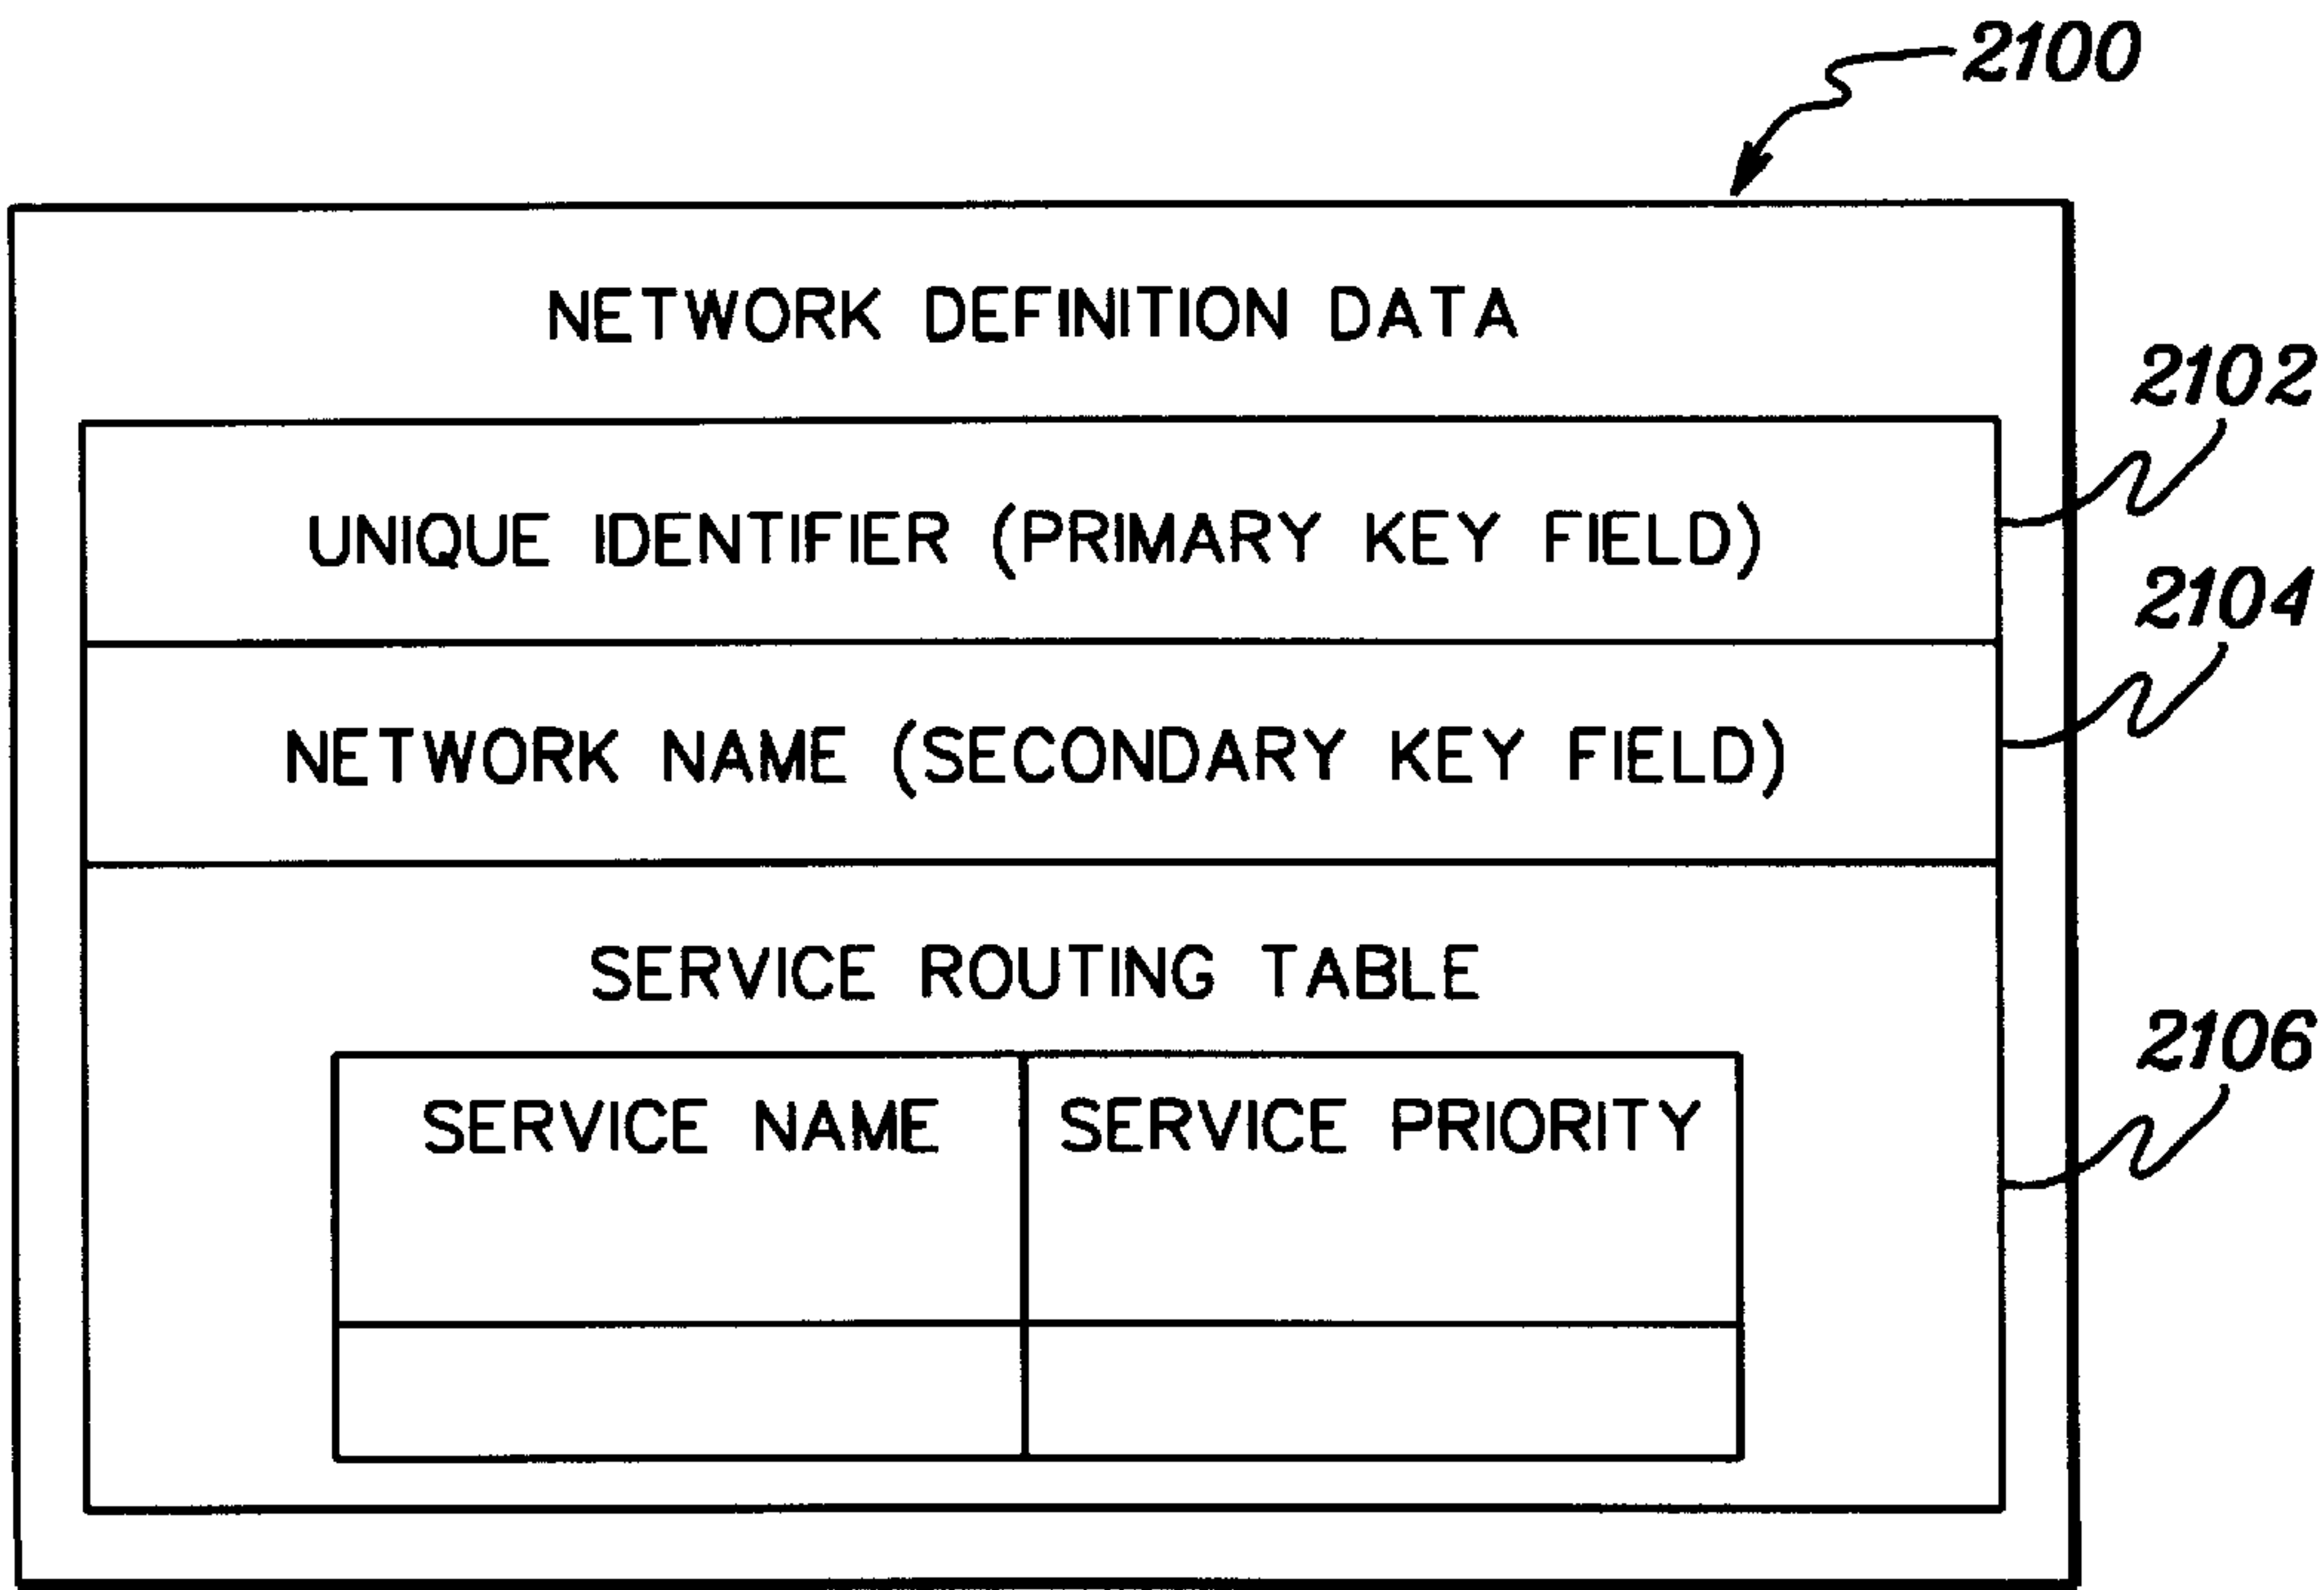 2100
NETWORK DEFINITION DATA
2102
UNIQUE IDENTIFIER (PRIMARY KEY FIELD)
2104
NETWORK NAME (SECONDARY KEY FIELD)
SERVICE ROUTING TABLE
2106
SERVICE NAME SERVICE PRIORITY